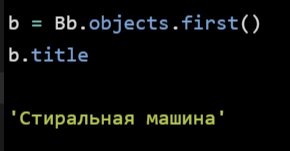 b = Bb.objects.first()
b.title
'Стиральная машина'